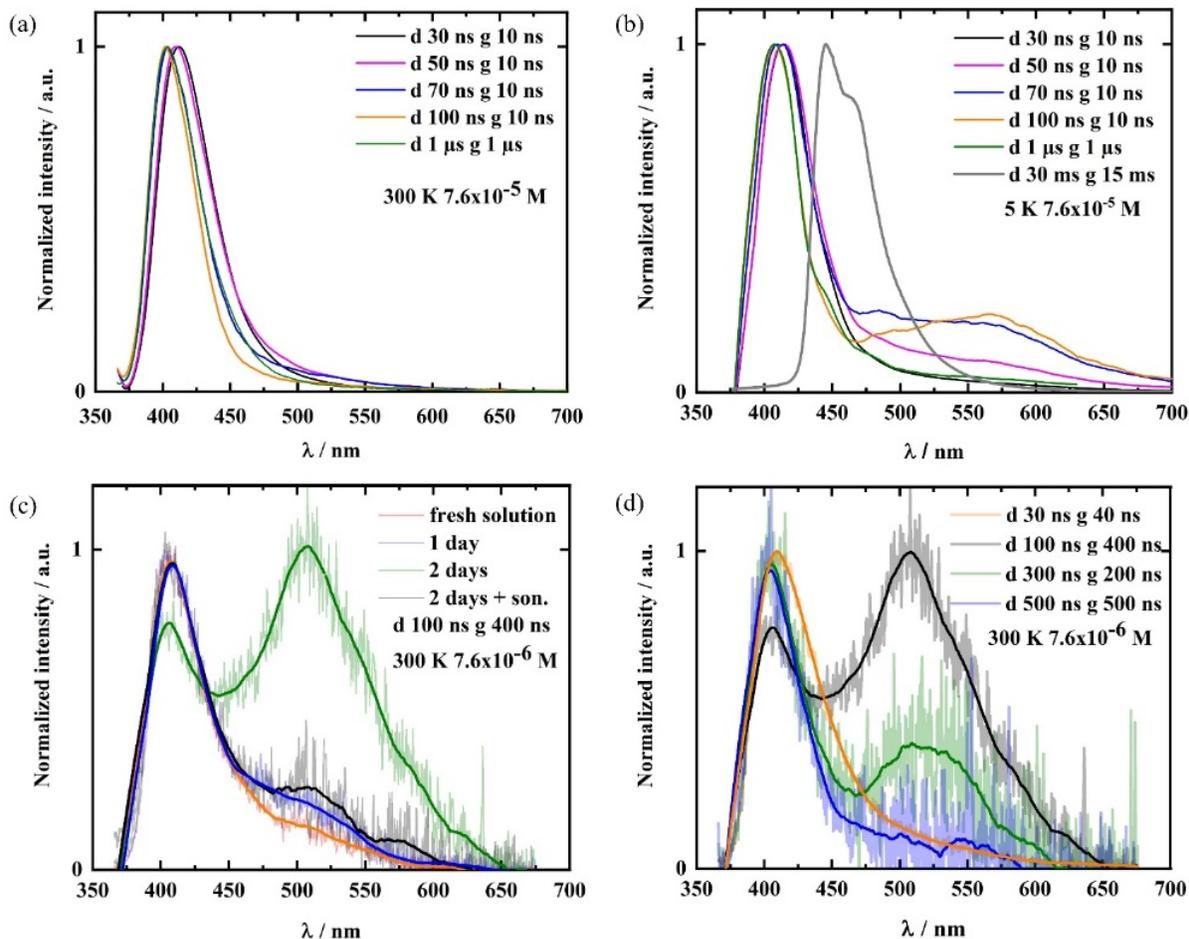 (a)
1
0
Normalized intensity / a.u.
d 30 ns g 10 ns
d 50 ns g 10 ns
d 70 ns g 10 ns
d 100 ns g 10 ns
d 1 µs g 1 µs
300 K 7.6x10⁻⁵ M
350 400 450 500 550 600 650 700
λ / nm
(b)
1
0
Normalized intensity / a.u.
d 30 ns g 10 ns
d 50 ns g 10 ns
d 70 ns g 10 ns
d 100 ns g 10 ns
d 1 µs g 1 µs
d 30 ms g 15 ms
5 K 7.6x10⁻⁵ M
350 400 450 500 550 600 650 700
λ / nm
(c)
1
0
Normalized intensity / a.u.
fresh solution
1 day
2 days
2 days + son.
d 100 ns g 400 ns
300 K 7.6x10⁻⁶ M
350 400 450 500 550 600 650 700
λ / nm
(d)
1
0
Normalized intensity / a.u.
d 30 ns g 40 ns
d 100 ns g 400 ns
d 300 ns g 200 ns
d 500 ns g 500 ns
300 K 7.6x10⁻⁶ M
350 400 450 500 550 600 650 700
λ / nm